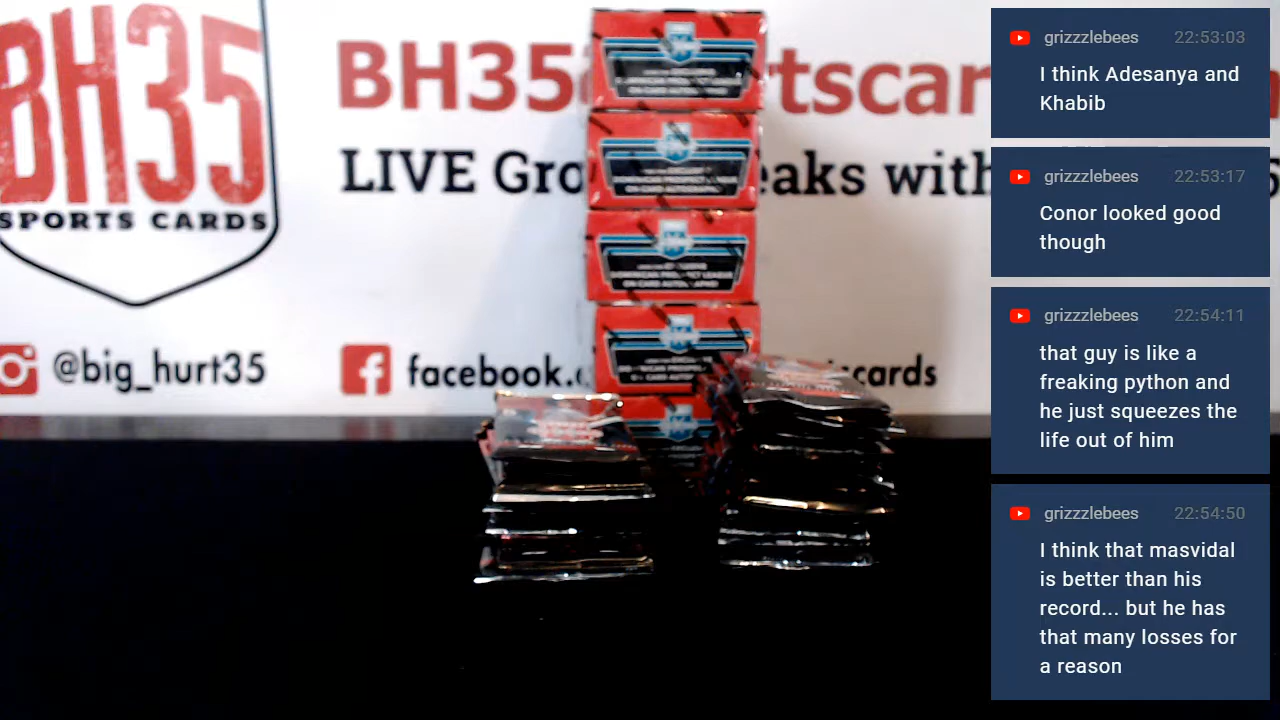 BH35
SPORTS CARDS
BH35
rtscar
LIVE Gro
eaks with
@big_hurt35
facebook.
cards
grizzzlebees 22:53:03
I think Adesanya and
Khabib
grizzzlebees 22:53:17
Conor looked good
though
grizzzlebees 22:54:11
that guy is like a
freaking python and
he just squeezes the
life out of him
grizzzlebees 22:54:50
I think that masvidal
is better than his
record... but he has
that many losses for
a reason